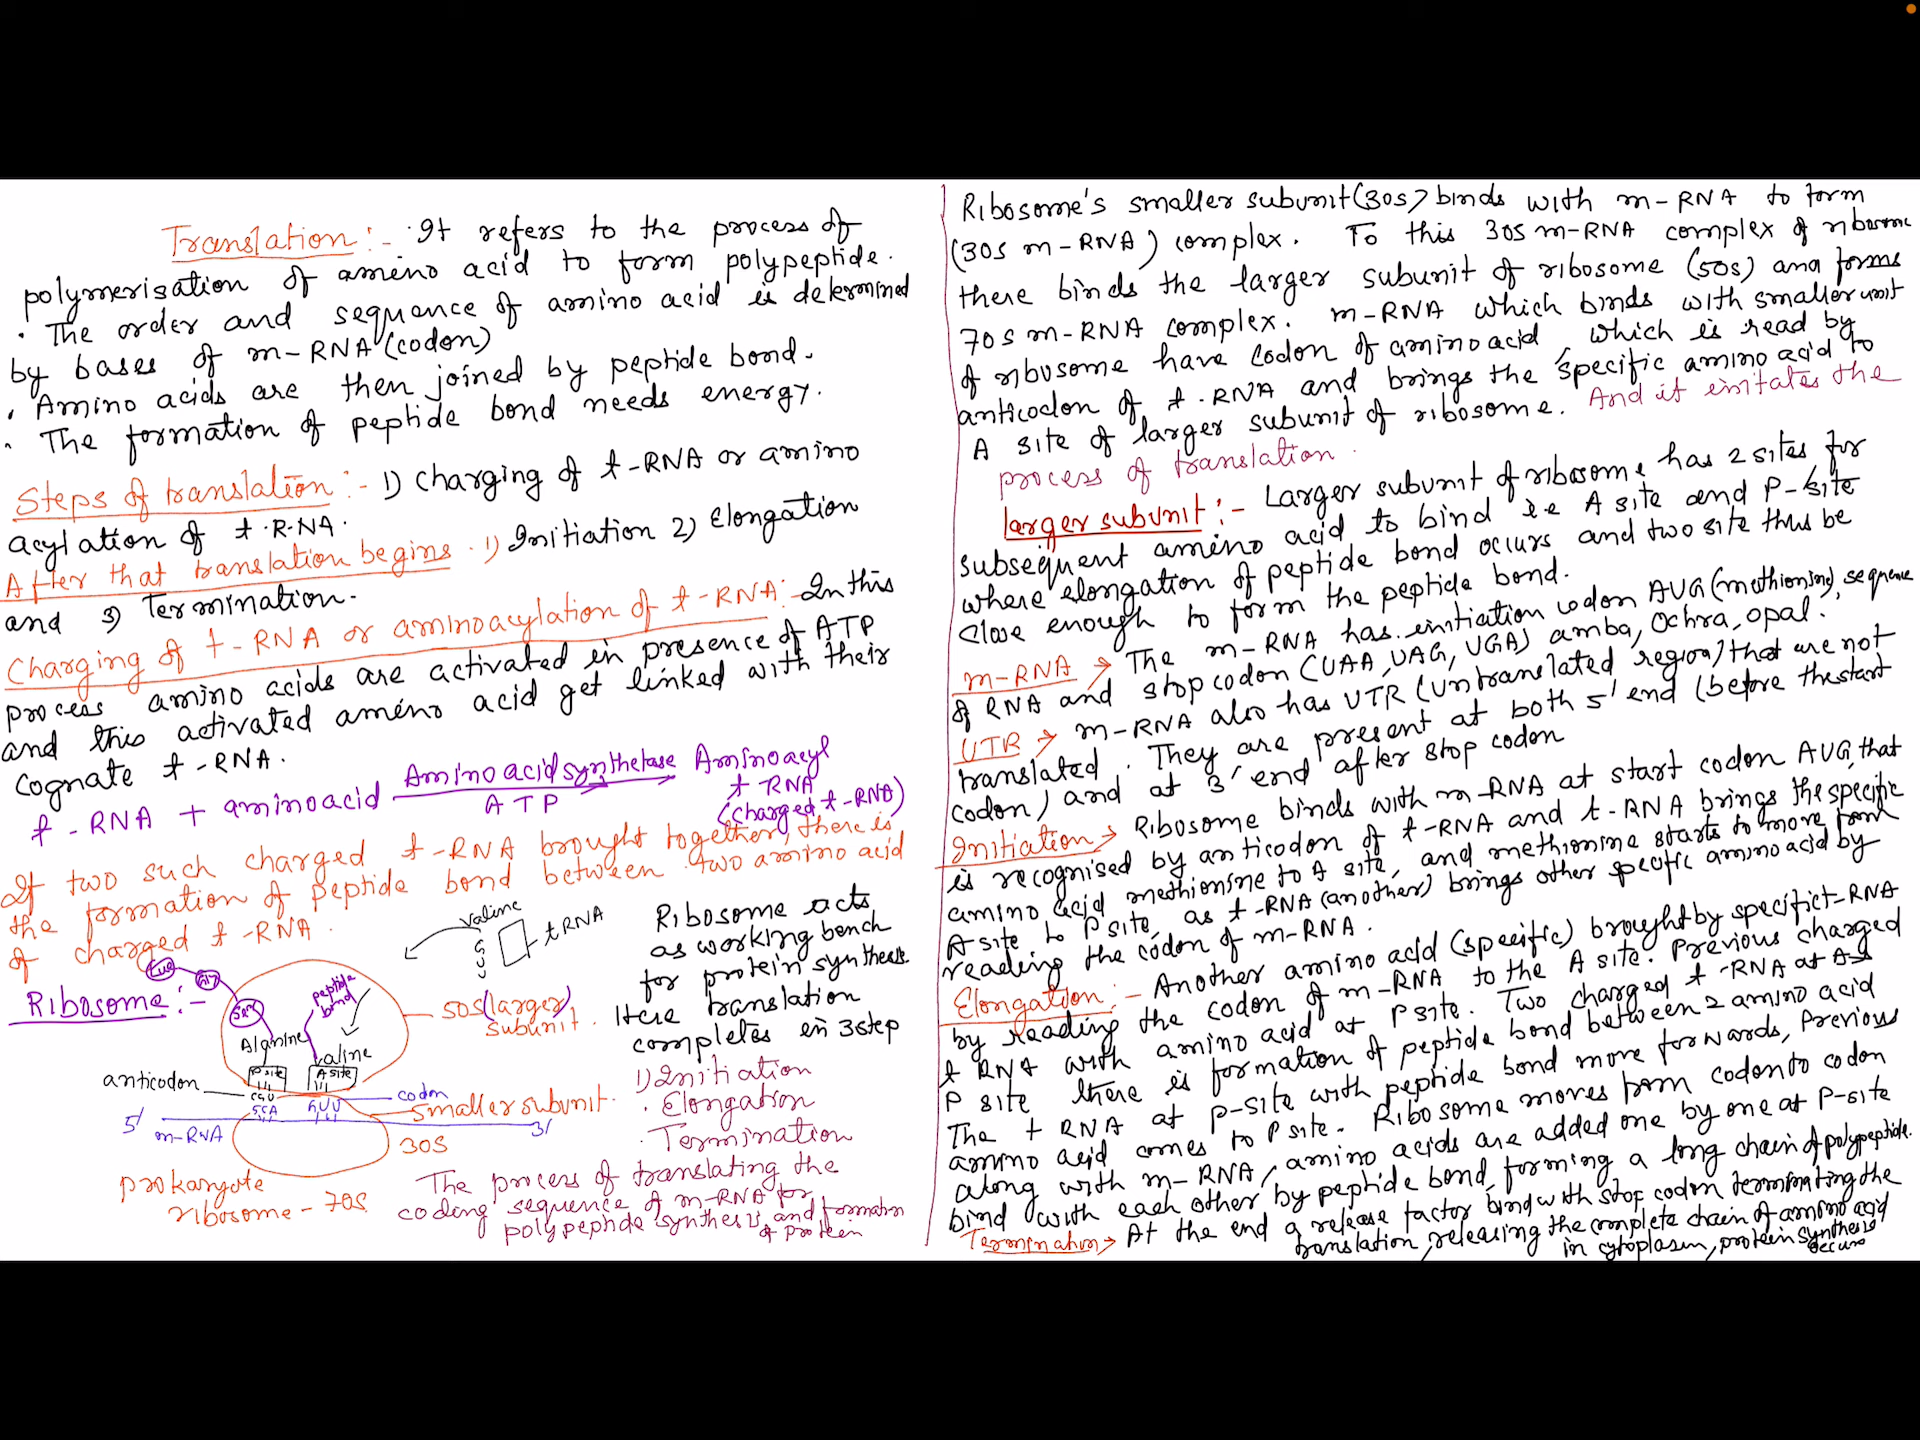 Translation :- It refers to the process of
polymerisation of amino acid to form polypeptide.
· The order and sequence of amino acid is determined
by bases of m-RNA (codon)
· Amino acids are then joined by peptide bond.
· The formation of peptide bond needs energy.
Steps of translation :- 1) Charging of t-RNA or amino
acylation of t.RNA.
After that translation begins. 1) Initiation 2) Elongation
and 3) Termination.
Charging of t-RNA or aminoacylation of t-RNA:- In this
process amino acids are activated in presence of ATP
and this activated amino acid get linked with their
cognate t-RNA.
t-RNA + aminoacid Amino acid synthetase Aminoacyl
ATP t RNA
(charged t-RNA)
If two such charged t-RNA brought together, there is
the formation of peptide bond between two amino acid
of charged t-RNA.
valine
tRNA
Ribosome :-
peptide
bond
50s (larger)
subunit.
Alanine
valine
P site
A site
anticodon
codon
smaller subunit.
5'
m-RNA
3'
30S
prokaryote
ribosome - 70s
Ribosome acts
as working bench
for protein synthesis
Here translation
completes in 3 step
1) Initiation
· Elongation
· Termination
The process of translating the
coding sequence of m-RNA for
polypeptide synthesis and formation
of protein
Ribosome's smaller subunit (30s) binds with m-RNA to form
(30s m-RNA) complex. To this 30s m-RNA complex of ribosome
there binds the larger subunit of ribosome (50s) and forms
70s m-RNA complex. m-RNA which binds with smaller unit
of ribosome have codon of amino acid, which is read by
anticodon of t.RNA and brings the specific amino acid to
A site of larger subunit of ribosome. And it initates the
process of translation.
larger subunit :- Larger subunit of ribosome has 2 sites for
subsequent amino acid to bind i.e A site and P-site
where elongation of peptide bond occurs and two site thus be
close enough to form the peptide bond.
m-RNA → The m-RNA has initiation codon AUG (methionine), sequence
of RNA and stop codon (UAA, UAG, UGA) amba, ochra, opal.
UTR → m-RNA also has UTR (untranslated region) that are not
translated. They are present at both 5' end (before the start
codon) and at 3' end after stop codon
Initiation → Ribosome binds with m-RNA at start codon AUG, that
is recognised by anticodon of t-RNA and t-RNA brings the specific
amino acid methionine to A site, and methionine starts to move from
A site to P site, as t-RNA (another) brings other specific amino acid by
reading the codon of m-RNA.
Elongation :- Another amino acid (specific) brought by specific t-RNA
by reading the codon of m-RNA to the A site. Previous charged
t RNA with amino acid at P site. Two charged t-RNA at A
P site there is formation of peptide bond between 2 amino acid
The t RNA at p-site with peptide bond move forwards, Previous
amino acid comes to P site. Ribosome moves from codon to codon
along with m-RNA, amino acids are added one by one at P-site
bind with each other by peptide bond, forming a long chain of polypeptide.
Termination → At the end a release factor bind with stop codon terminating the
translation, releasing the complete chain of amino acid
in cytoplasm, protein synthesis
occurs